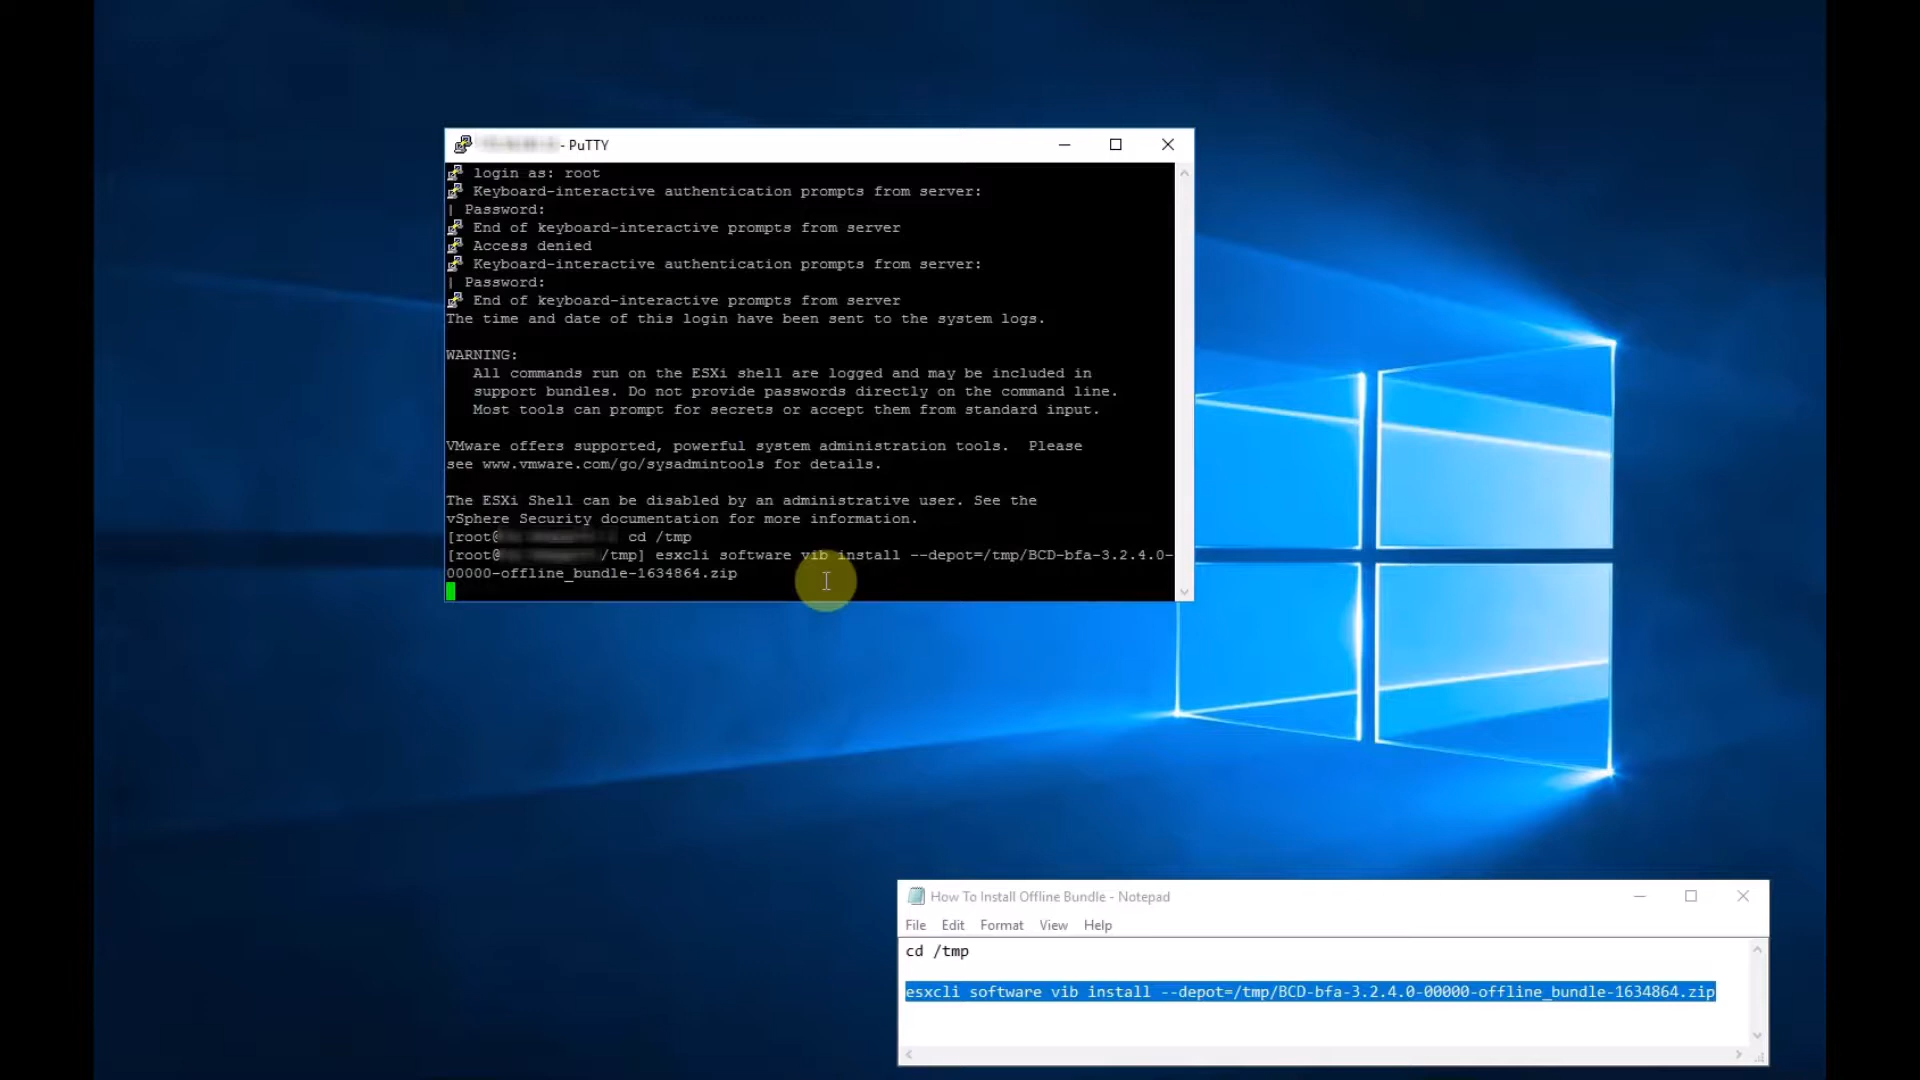 - PuTTY
login as: root
Keyboard-interactive authentication prompts from server:
| Password:
End of keyboard-interactive prompts from server
Access denied
Keyboard-interactive authentication prompts from server:
| Password:
End of keyboard-interactive prompts from server
The time and date of this login have been sent to the system logs.
WARNING:
All commands run on the ESXi shell are logged and may be included in
support bundles. Do not provide passwords directly on the command line.
Most tools can prompt for secrets or accept them from standard input.
VMware offers supported, powerful system administration tools.  Please
see www.vmware.com/go/sysadmintools for details.
The ESXi Shell can be disabled by an administrative user. See the
vSphere Security documentation for more information.
[root@ cd /tmp
[root@ /tmp] esxcli software vib install --depot=/tmp/BCD-bfa-3.2.4.0-
00000-offline_bundle-1634864.zip
How To Install Offline Bundle - Notepad
File Edit Format View Help
cd /tmp
esxcli software vib install --depot=/tmp/BCD-bfa-3.2.4.0-00000-offline_bundle-1634864.zip